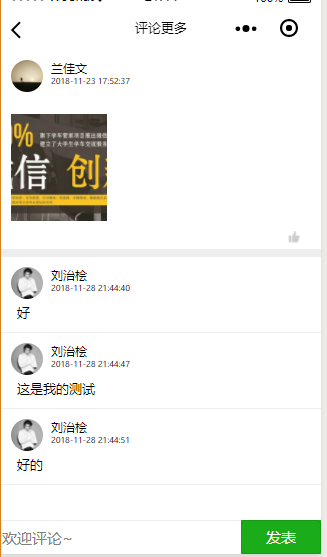 评论更多
兰佳文
2018-11-23 17:52:37
信 创
刘治桧
2018-11-28 21:44:40
好
刘治桧
2018-11-28 21:44:47
这是我的测试
刘治桧
2018-11-28 21:44:51
好的
欢迎评论~
发表